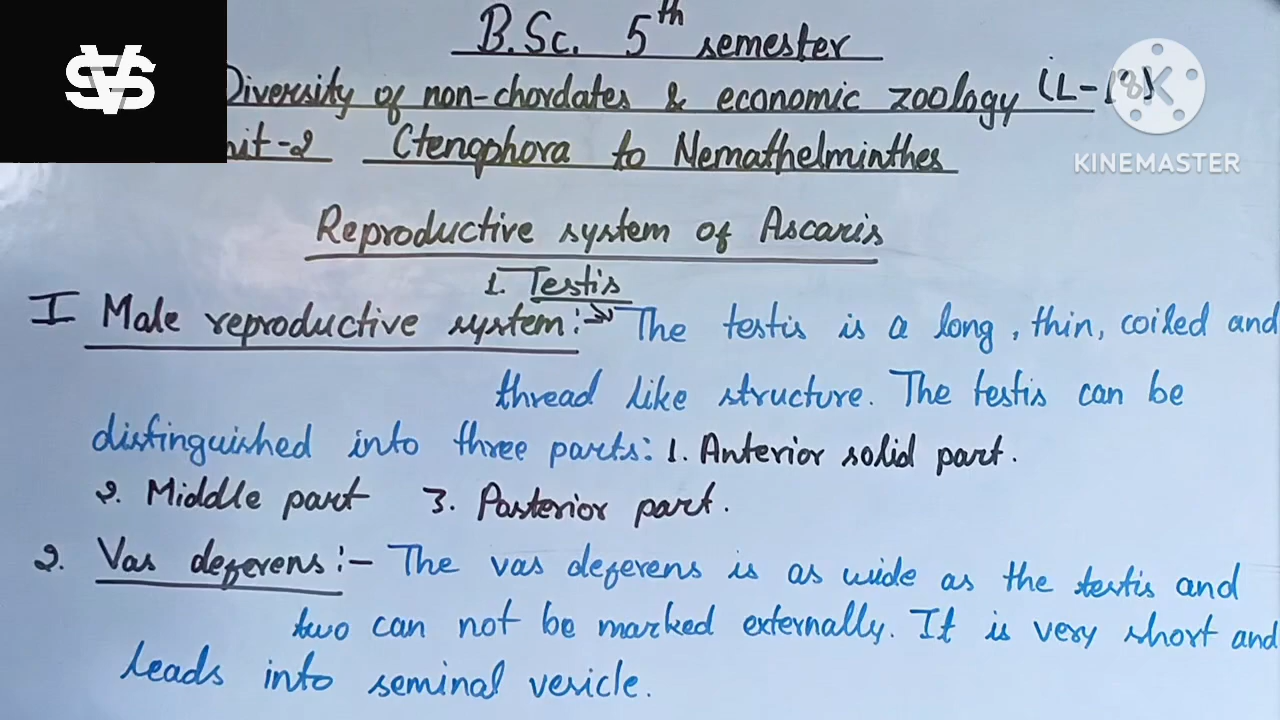 B.Sc. 5th semester
Diversity of non-chordates & economic zoology (L-18)
nit-2 Ctenophora to Nemathelminthes
KINEMASTER
Reproductive system of Ascaris
1. Testis
I Male reproductive system:-> The testis is a long, thin, coiled and
thread like structure. The testis can be
distinguished into three parts: 1. Anterior solid part.
2. Middle part 3. Posterior part.
2. Vas deferens:- The vas deferens is as wide as the testis and
two can not be marked externally. It is very short and
leads into seminal vesicle.